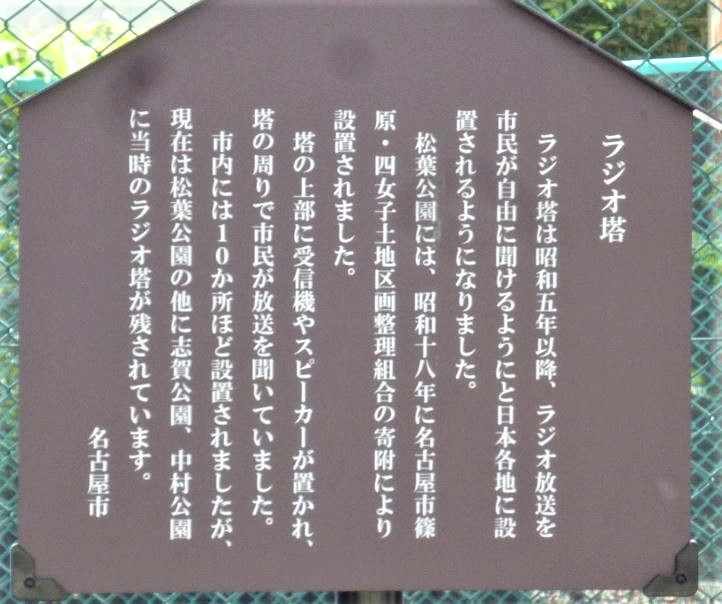 ラジオ塔
ラジオ塔は昭和五年以降、ラジオ放送を
市民が自由に聞けるようにと日本各地に設
置されるようになりました。
松葉公園には、昭和十八年に名古屋市篠
原・四女子土地区画整理組合の寄附により
設置されました。
塔の上部に受信機やスピーカーが置かれ、
塔の周りで市民が放送を聞いていました。
市内には10か所ほど設置されましたが、
現在は松葉公園の他に志賀公園、中村公園
に当時のラジオ塔が残されています。
名古屋市